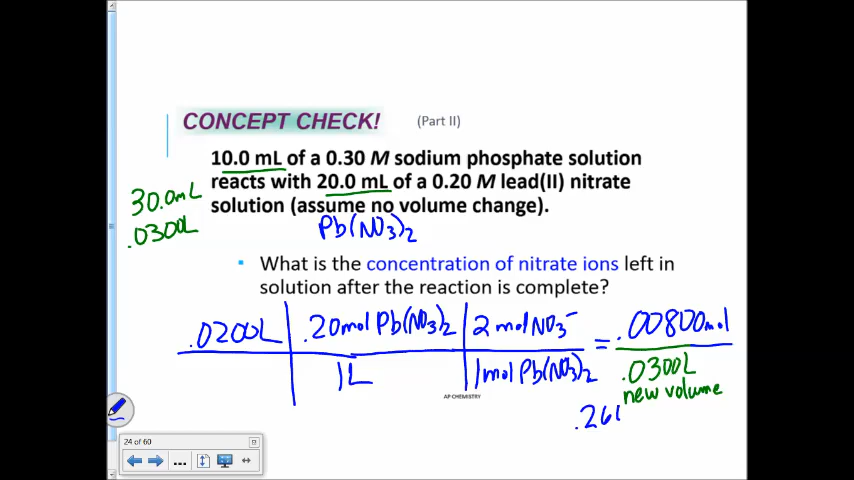 CONCEPT CHECK! (Part II)
10.0 mL of a 0.30 M sodium phosphate solution
reacts with 20.0 mL of a 0.20 M lead(II) nitrate
solution (assume no volume change).
30.0mL
.0300L
Pb(NO3)2
• What is the concentration of nitrate ions left in
solution after the reaction is complete?
.0200L | .20mol Pb(NO3)2 | 2 mol NO3⁻ = .00800mol
1L | 1mol Pb(NO3)2 .0300L
new volume
AP CHEMISTRY
24 of 60